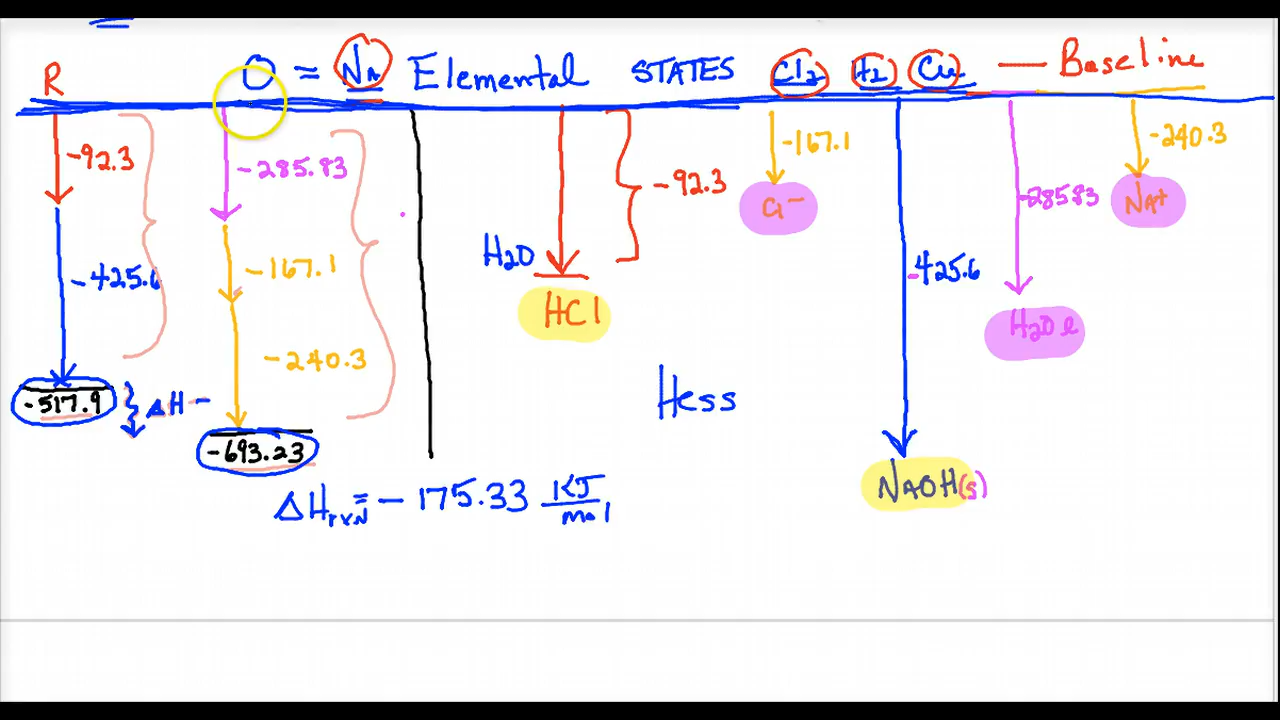 R O = Na Elemental STATES Cl2 H2 Cu — Baseline
-92.3
-285.83
-92.3
-167.1
-240.3
-28583
Cl-
NA+
-425.6
-167.1
H2O
-425.6
HCl
H2O l
-240.3
-517.9
ΔH -
Hess
-693.23
NAOH(s)
ΔHrxN = - 175.33 KJ/mol